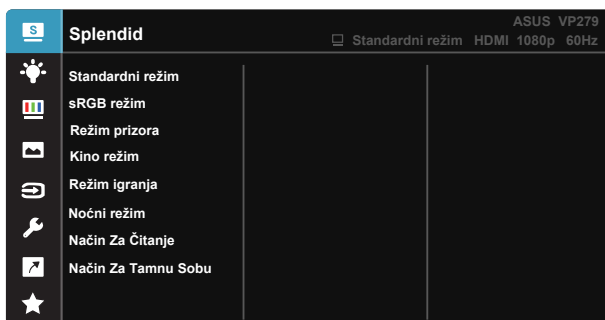 S
Splendid
ASUS VP279
Standardni režim HDMI 1080p 60Hz
Standardni režim
sRGB režim
Režim prizora
Kino režim
Režim igranja
Noćni režim
Način Za Čitanje
Način Za Tamnu Sobu